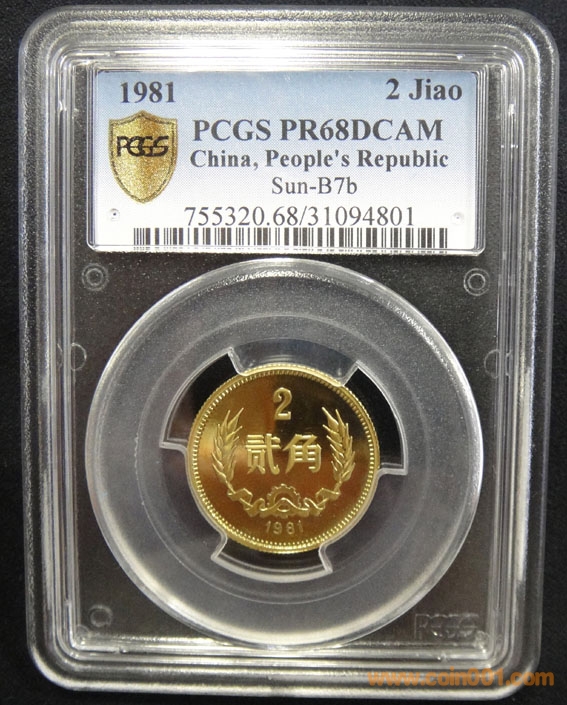 1981 2 Jiao
PCGS
PCGS PR68DCAM
China, People's Republic
Sun-B7b
755320.68/31094801
2
贰角
1981
PCGS
www.coin001.com